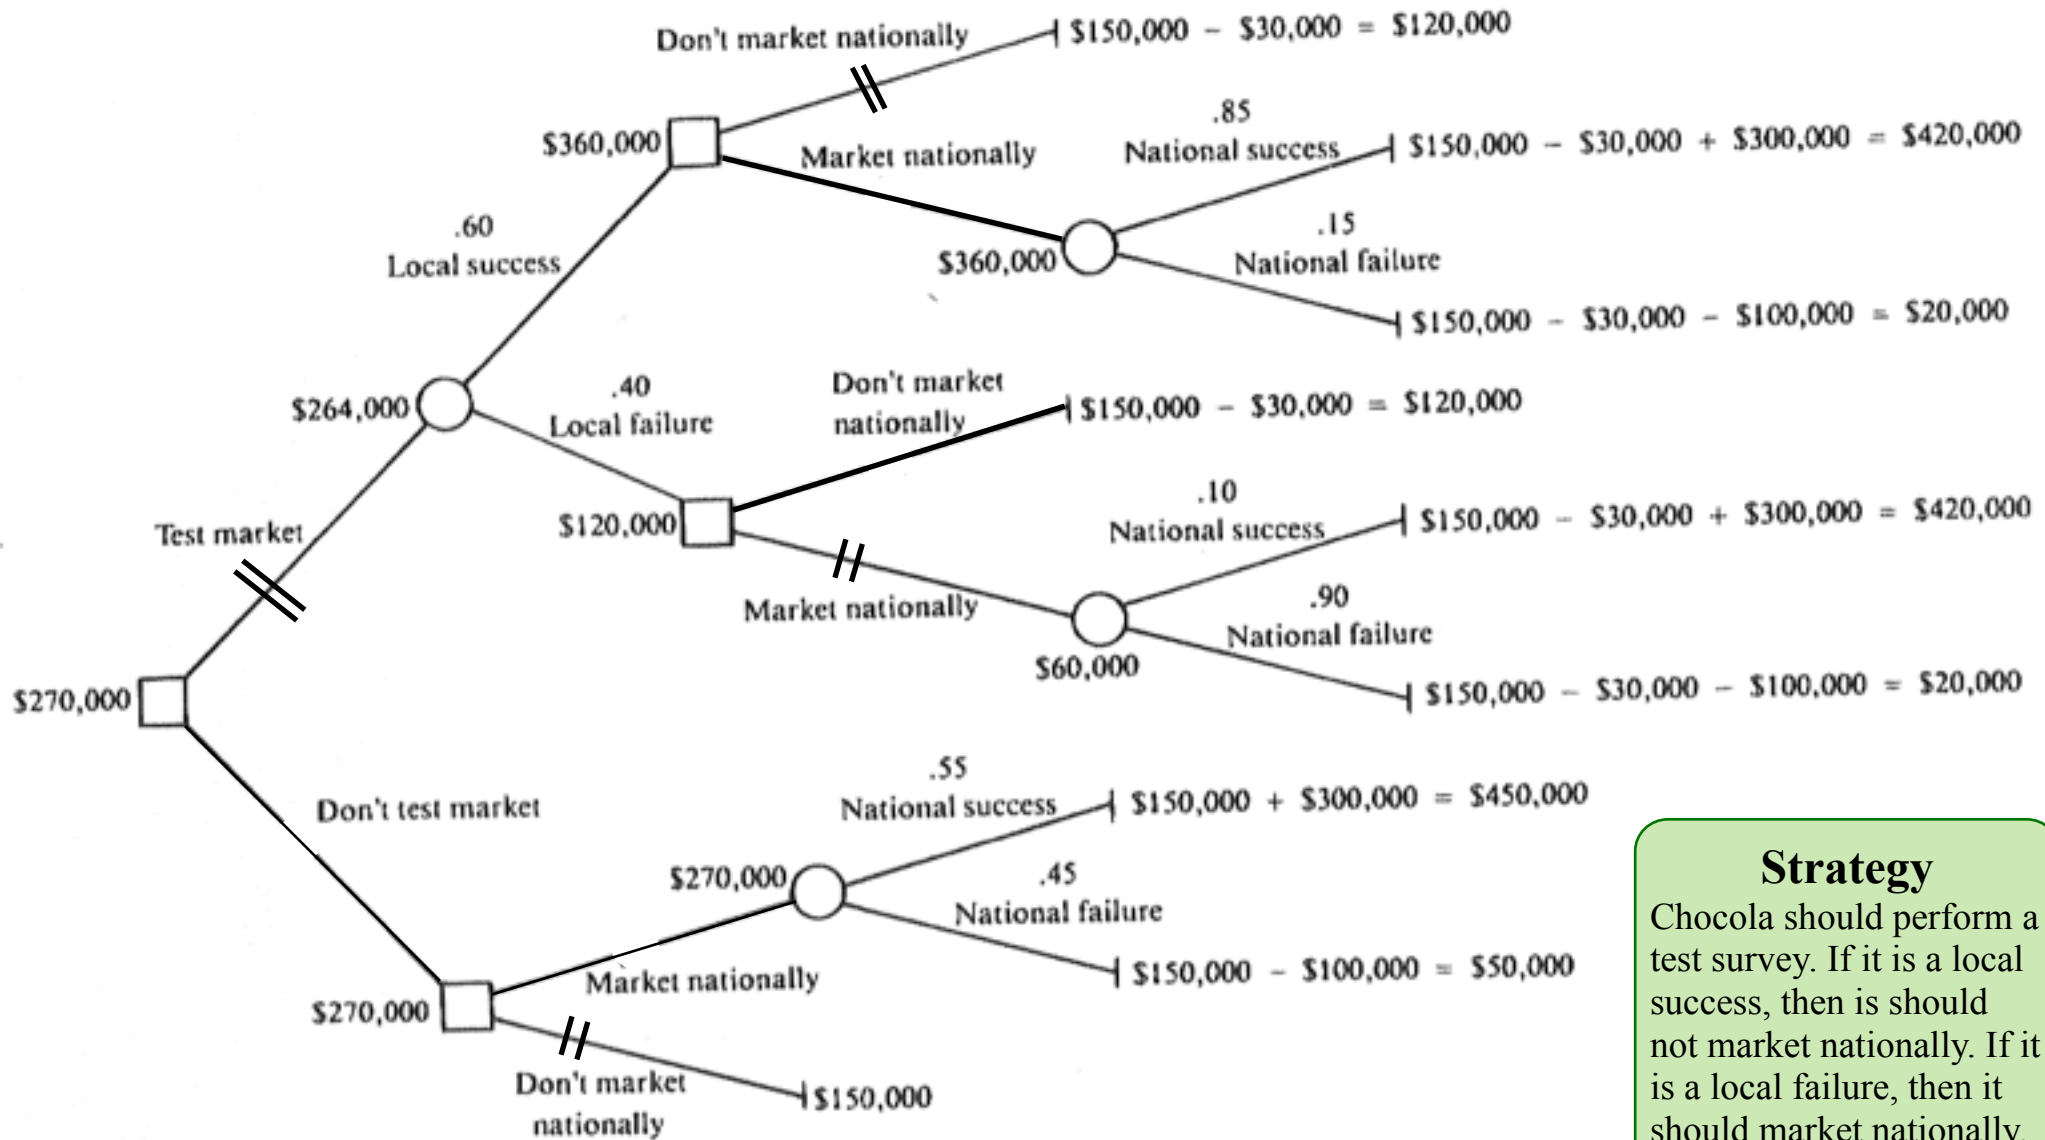 Don't market nationally
$150,000 − $30,000 = $120,000
.85
$360,000
Market nationally
National success
$150,000 − $30,000 + $300,000 = $420,000
.60
Local success
.15
$360,000
National failure
$150,000 − $30,000 − $100,000 = $20,000
.40
Don't market
nationally
$264,000
Local failure
$150,000 − $30,000 = $120,000
.10
Test market
$120,000
National success
$150,000 − $30,000 + $300,000 = $420,000
Market nationally
.90
National failure
$60,000
$270,000
$150,000 − $30,000 − $100,000 = $20,000
.55
Don't test market
National success
$150,000 + $300,000 = $450,000
$270,000
.45
National failure
Market nationally
$150,000 − $100,000 = $50,000
$270,000
Don't market
nationally
$150,000
Strategy
Chocola should perform a
test survey. If it is a local
success, then is should
not market nationally. If it
is a local failure, then it
should market nationally.